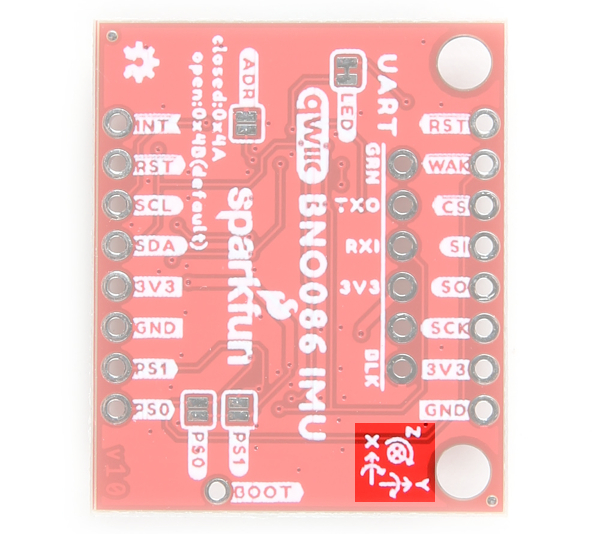 ADR
closed:0x4A
open:0x4B(default)
LED
UART
qwiic
BNO086 IMU
sparkfun
INT
RST
SCL
SDA
3V3
GND
PS1
PS0
GRN
TXO
RXI
3V3
BLK
RST
WAK
CS
SI
SO
SCK
3V3
GND
PS0
PS1
BOOT
v10
Z
X
Y